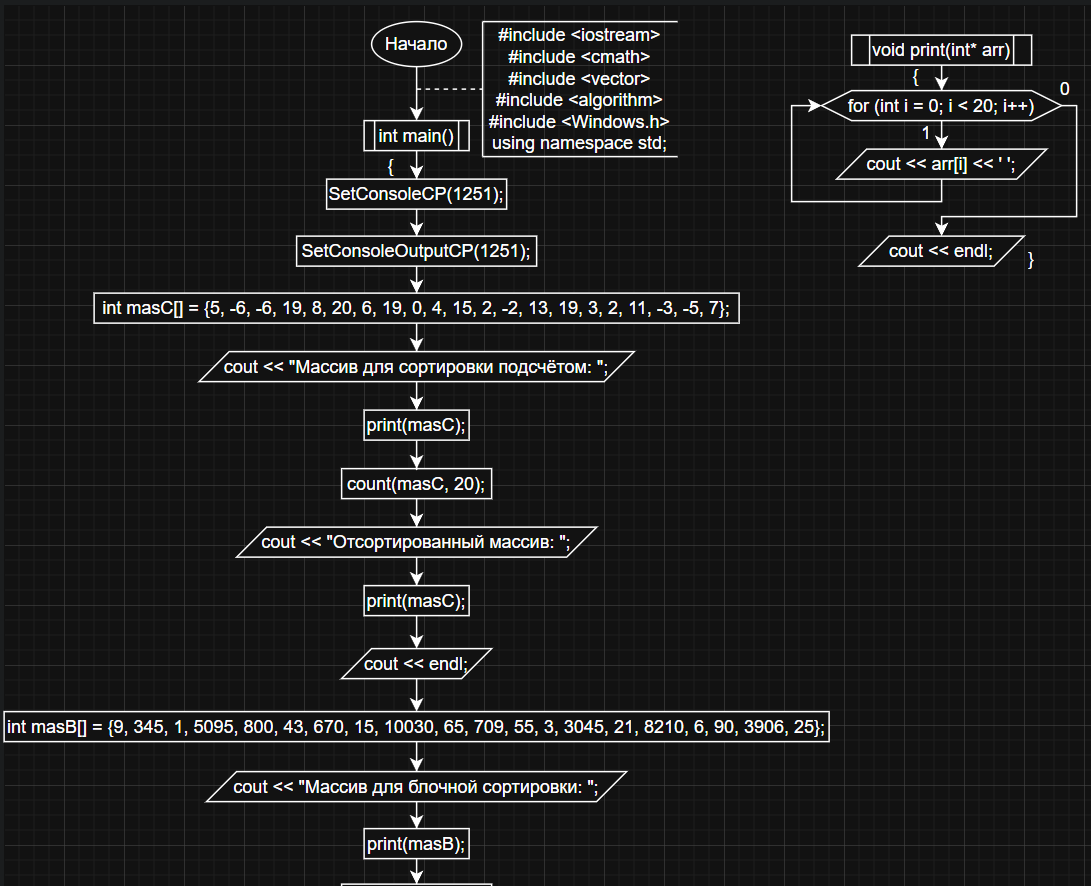 Начало
#include <iostream>
#include <cmath>
#include <vector>
#include <algorithm>
#include <Windows.h>
using namespace std;
int main()
{
SetConsoleCP(1251);
SetConsoleOutputCP(1251);
int masC[] = {5, -6, -6, 19, 8, 20, 6, 19, 0, 4, 15, 2, -2, 13, 19, 3, 2, 11, -3, -5, 7};
cout << "Массив для сортировки подсчётом: ";
print(masC);
count(masC, 20);
cout << "Отсортированный массив: ";
print(masC);
cout << endl;
int masB[] = {9, 345, 1, 5095, 800, 43, 670, 15, 10030, 65, 709, 55, 3, 3045, 21, 8210, 6, 90, 3906, 25};
cout << "Массив для блочной сортировки: ";
print(masB);
void print(int* arr)
{
for (int i = 0; i < 20; i++)
0
1
cout << arr[i] << ' ';
cout << endl;
}